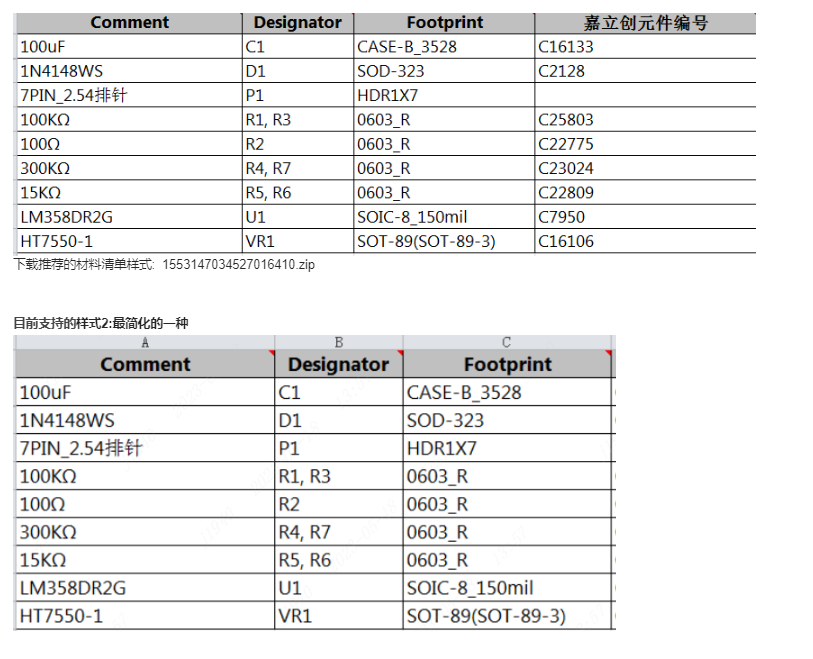 Comment Designator Footprint 嘉立创元件编号
100uF C1 CASE-B_3528 C16133
1N4148WS D1 SOD-323 C2128
7PIN_2.54排针 P1 HDR1X7
100KΩ R1, R3 0603_R C25803
100Ω R2 0603_R C22775
300KΩ R4, R7 0603_R C23024
15KΩ R5, R6 0603_R C22809
LM358DR2G U1 SOIC-8_150mil C7950
HT7550-1 VR1 SOT-89(SOT-89-3) C16106
下载推荐的材料清单样式: 1553147034527016410.zip
目前支持的样式2:最简化的一种
A B C
Comment Designator Footprint
100uF C1 CASE-B_3528
1N4148WS D1 SOD-323
7PIN_2.54排针 P1 HDR1X7
100KΩ R1, R3 0603_R
100Ω R2 0603_R
300KΩ R4, R7 0603_R
15KΩ R5, R6 0603_R
LM358DR2G U1 SOIC-8_150mil
HT7550-1 VR1 SOT-89(SOT-89-3)